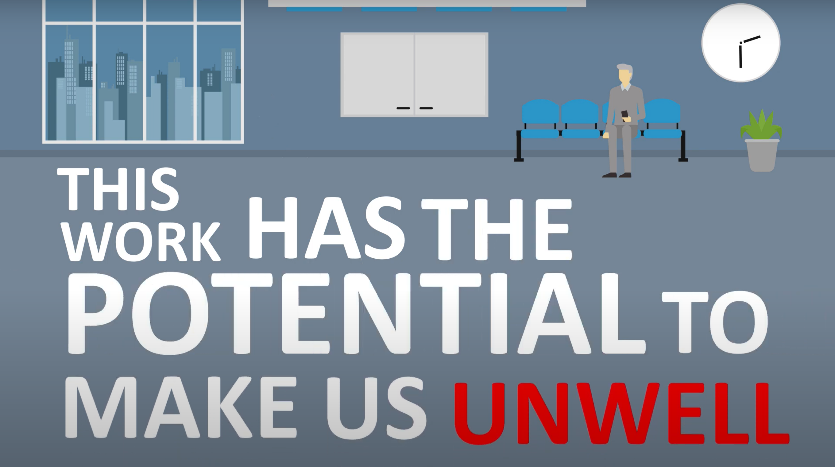 THIS
WORK HAS THE
POTENTIAL TO
MAKE US UNWELL